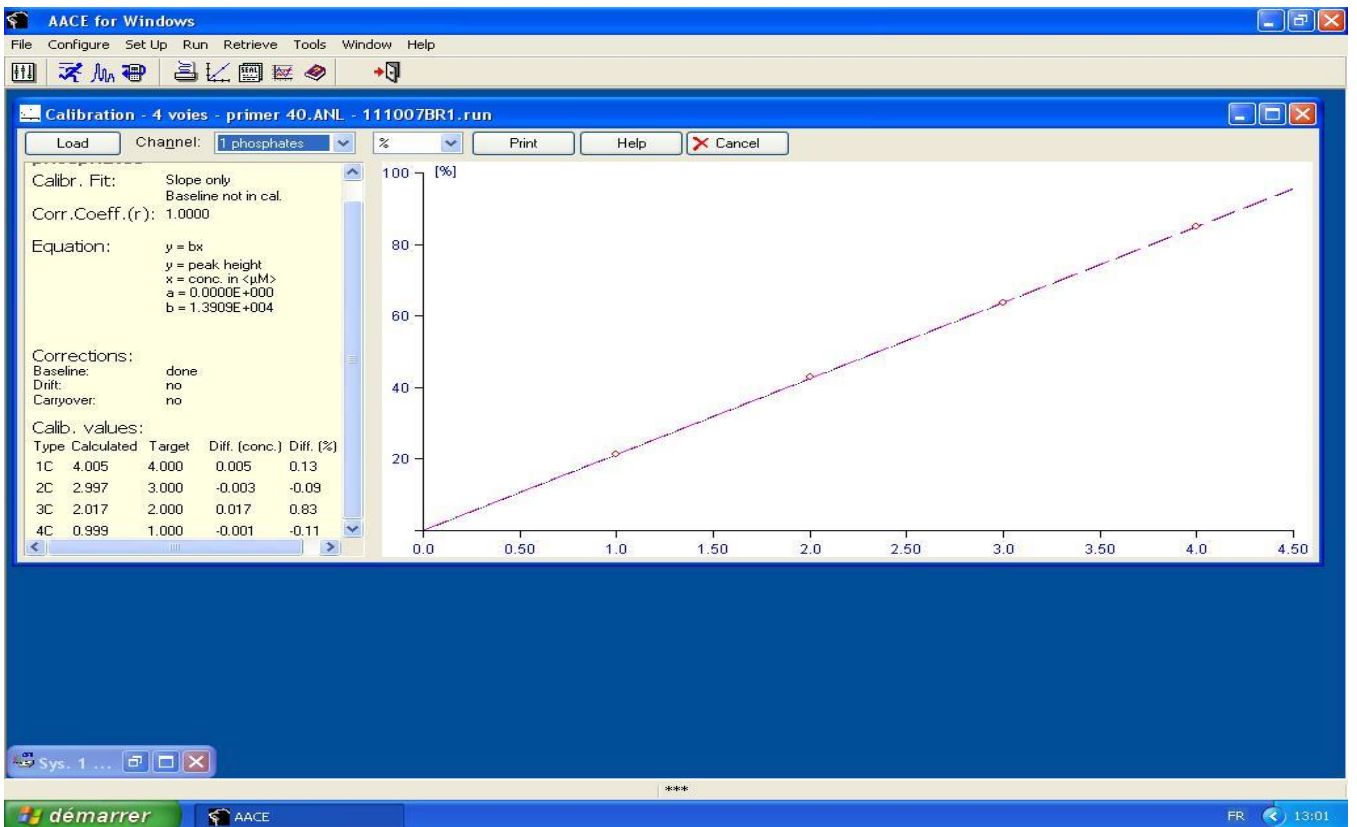 AACE for Windows
File Configure Set Up Run Retrieve Tools Window Help
SEAL
Calibration - 4 voies - primer 40.ANL - 111007BR1.run
Load Channel: 1 phosphates % Print Help Cancel
Calibr. Fit: Slope only
Baseline not in cal.
Corr.Coeff.(r): 1.0000
Equation: y = bx
y = peak height
x = conc. in <µM>
a = 0.0000E+000
b = 1.3909E+004
Corrections:
Baseline: done
Drift: no
Carryover: no
Calib. values:
Type Calculated Target Diff. (conc.) Diff. (%)
1C 4.005 4.000 0.005 0.13
2C 2.997 3.000 -0.003 -0.09
3C 2.017 2.000 0.017 0.83
4C 0.999 1.000 -0.001 -0.11
100 [%]
80
60
40
20
0.0 0.50 1.0 1.50 2.0 2.50 3.0 3.50 4.0 4.50
Sys. 1 ...
***
démarrer AACE FR 13:01